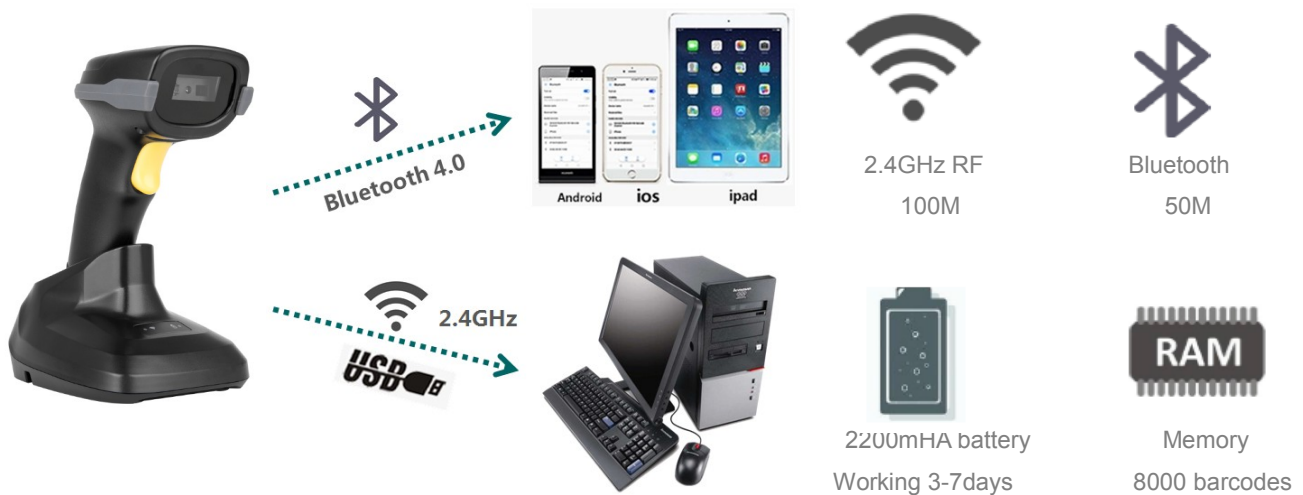 Bluetooth 4.0
Android
ios
ipad
2.4GHz
USB
2.4GHz RF
100M
Bluetooth
50M
2200mHA battery
Working 3-7days
RAM
Memory
8000 barcodes